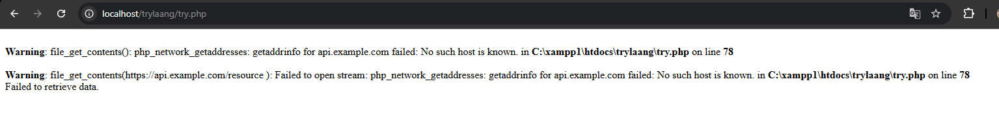 localhost/trylaang/try.php
Warning: file_get_contents(): php_network_getaddresses: getaddrinfo for api.example.com failed: No such host is known. in C:\xampp1\htdocs\trylaang\try.php on line 78
Warning: file_get_contents(https://api.example.com/resource ): Failed to open stream: php_network_getaddresses: getaddrinfo for api.example.com failed: No such host is known. in C:\xampp1\htdocs\trylaang\try.php on line 78
Failed to retrieve data.